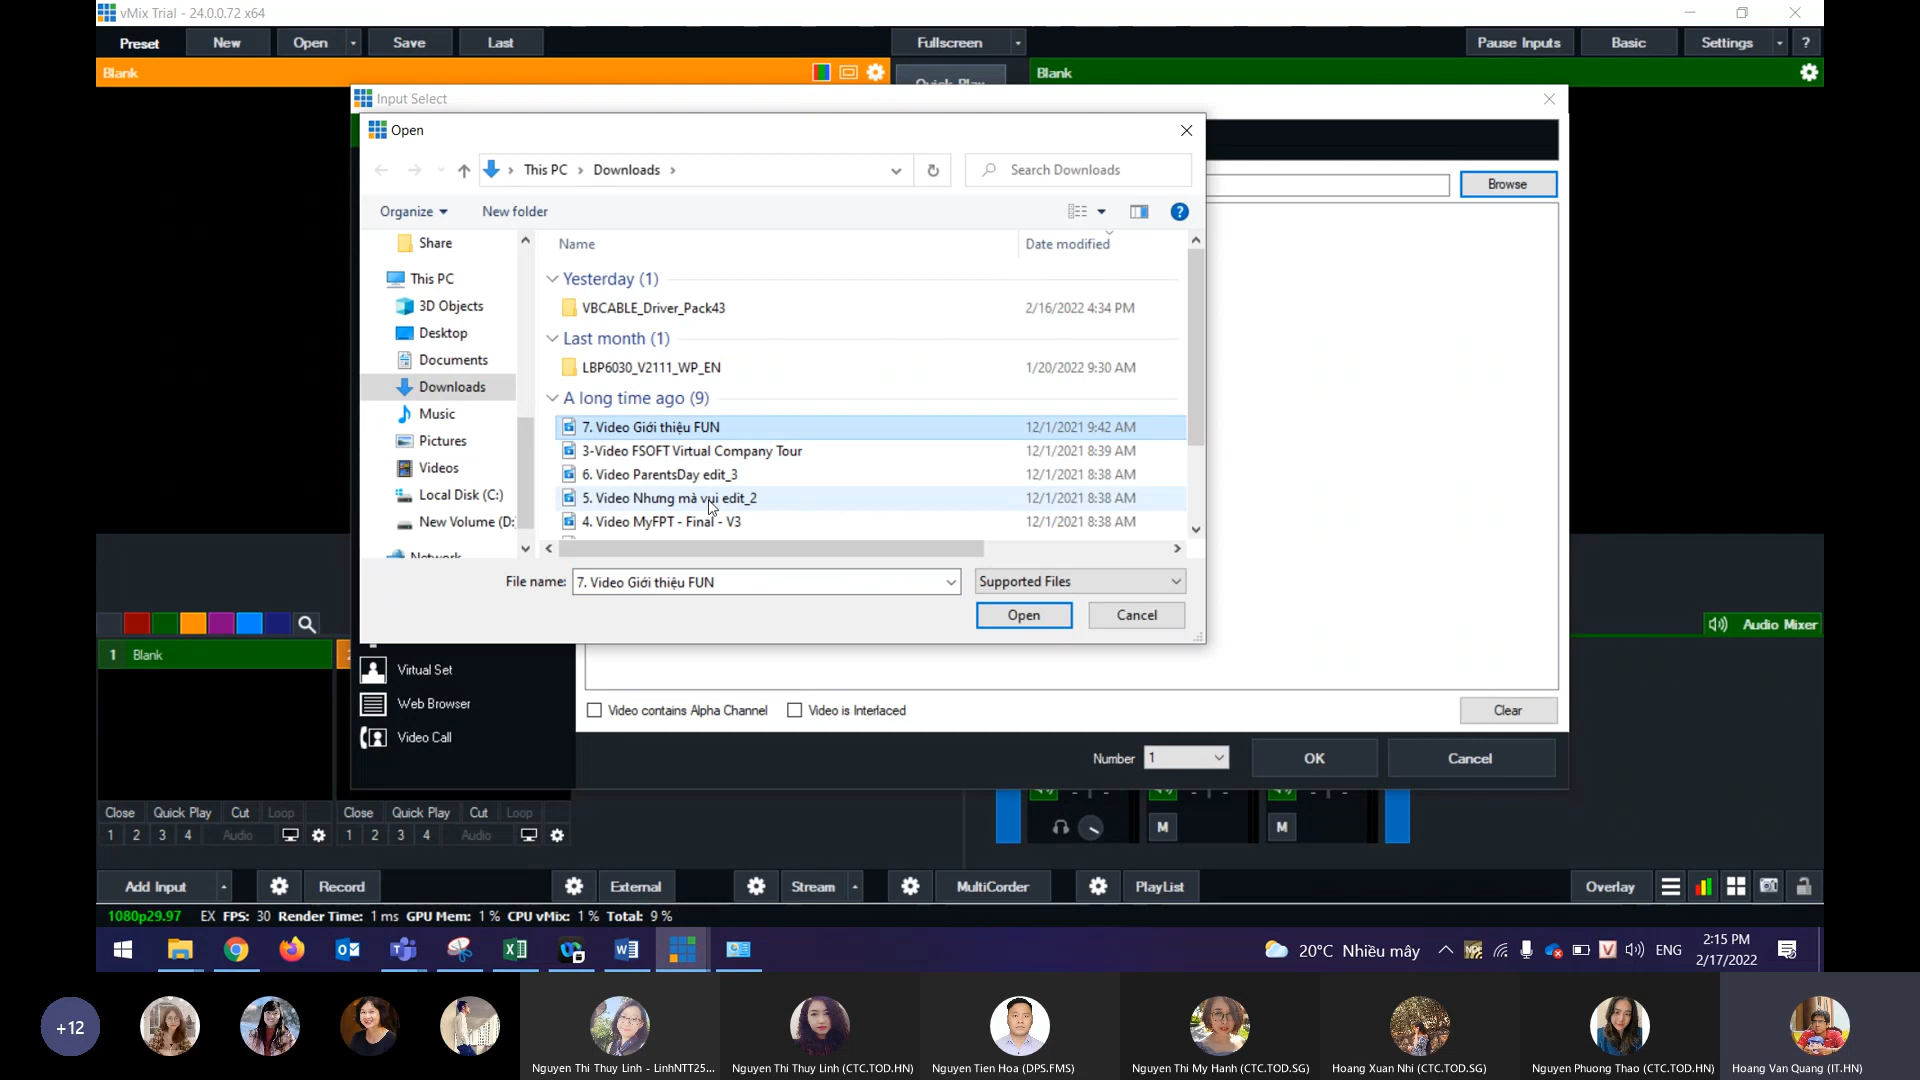 vMix Trial - 24.0.0.72 x64
Preset New Open Save Last Fullscreen Pause Inputs Basic Settings ?
Blank
Quick Play
Blank
Input Select
Open
This PC > Downloads >
Search Downloads
Browse
Organize New folder
Share
This PC
3D Objects
Desktop
Documents
Downloads
Music
Pictures
Videos
Local Disk (C:)
New Volume (D:
Network
Name Date modified
Yesterday (1)
VBCABLE_Driver_Pack43 2/16/2022 4:34 PM
Last month (1)
LBP6030_V2111_WP_EN 1/20/2022 9:30 AM
A long time ago (9)
7. Video Giới thiệu FUN 12/1/2021 9:42 AM
3-Video FSOFT Virtual Company Tour 12/1/2021 8:39 AM
6. Video ParentsDay edit_3 12/1/2021 8:38 AM
5. Video Nhưng mà vui edit_2 12/1/2021 8:38 AM
4. Video MyFPT - Final - V3 12/1/2021 8:38 AM
File name: 7. Video Giới thiệu FUN Supported Files
Open Cancel
Audio Mixer
1 Blank
Virtual Set
Web Browser
Video Call
Video contains Alpha Channel Video is Interlaced Clear
Number 1 OK Cancel
Close Quick Play Cut Loop Close Quick Play Cut Loop
1 2 3 4 Audio 1 2 3 4 Audio
M M
Add Input Record External Stream MultiCorder PlayList Overlay
1080p29.97 EX FPS: 30 Render Time: 1 ms GPU Mem: 1 % CPU vMix: 1 % Total: 9 %
20°C Nhiều mây ENG
2:15 PM
2/17/2022
+12
Nguyen Thi Thuy Linh - LinhNTT25... Nguyen Thi Thuy Linh (CTC.TOD.HN) Nguyen Tien Hoa (DPS.FMS) Nguyen Thi My Hanh (CTC.TOD.SG) Hoang Xuan Nhi (CTC.TOD.SG) Nguyen Phuong Thao (CTC.TOD.HN) Hoang Van Quang (IT.HN)